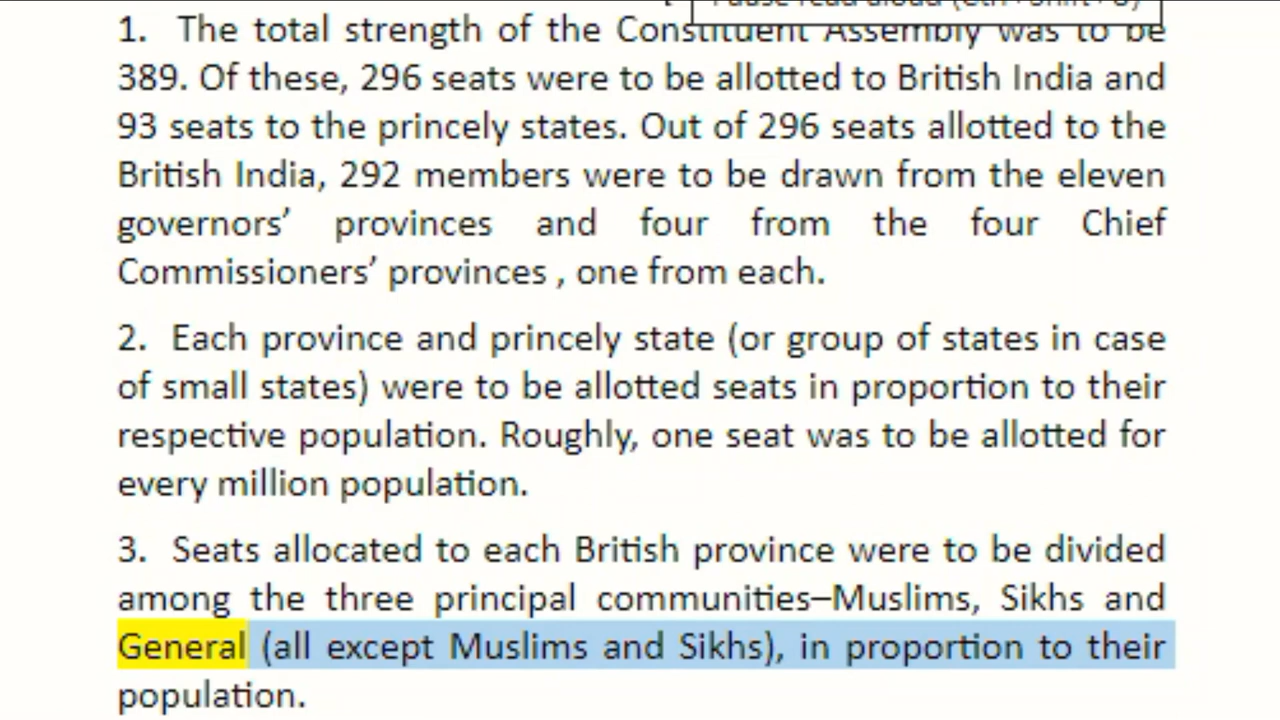 Pause read aloud (Ctrl+Shift+U)
1. The total strength of the Constituent Assembly was to be
389. Of these, 296 seats were to be allotted to British India and
93 seats to the princely states. Out of 296 seats allotted to the
British India, 292 members were to be drawn from the eleven
governors’ provinces and four from the four Chief
Commissioners’ provinces , one from each.
2. Each province and princely state (or group of states in case
of small states) were to be allotted seats in proportion to their
respective population. Roughly, one seat was to be allotted for
every million population.
3. Seats allocated to each British province were to be divided
among the three principal communities–Muslims, Sikhs and
General (all except Muslims and Sikhs), in proportion to their
population.